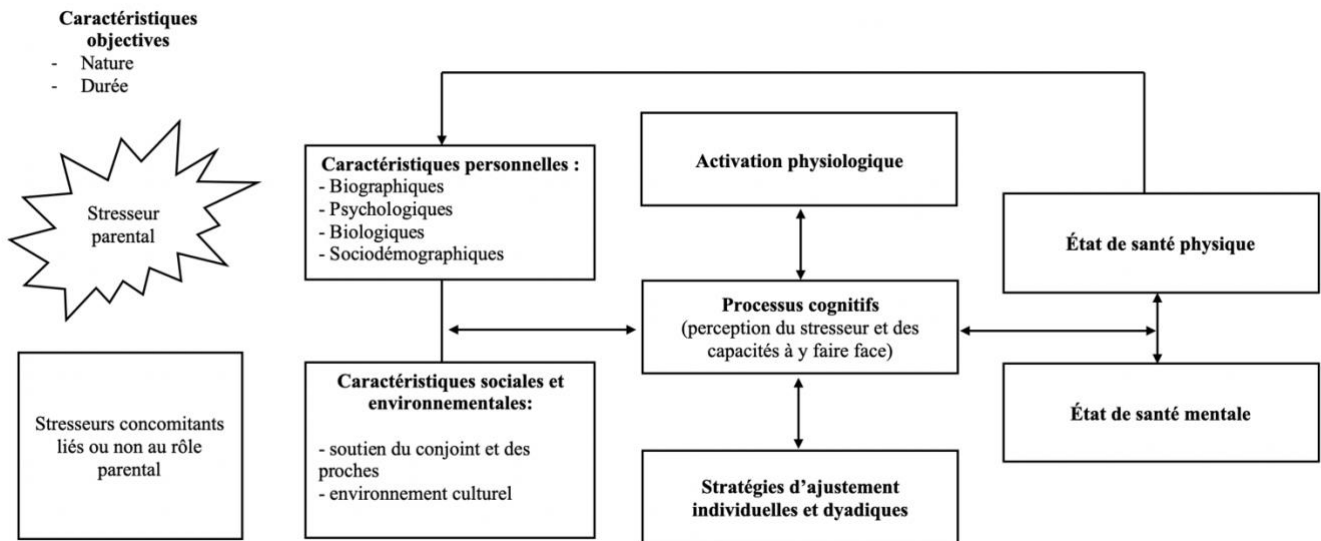 Caractéristiques
objectives
- Nature
- Durée
Stresseur
parental
Stresseurs concomitants
liés ou non au rôle
parental
Caractéristiques personnelles :
- Biographiques
- Psychologiques
- Biologiques
- Sociodémographiques
Caractéristiques sociales et
environnementales:
- soutien du conjoint et des
proches
- environnement culturel
Activation physiologique
Processus cognitifs
(perception du stresseur et des
capacités à y faire face)
Stratégies d’ajustement
individuelles et dyadiques
État de santé physique
État de santé mentale